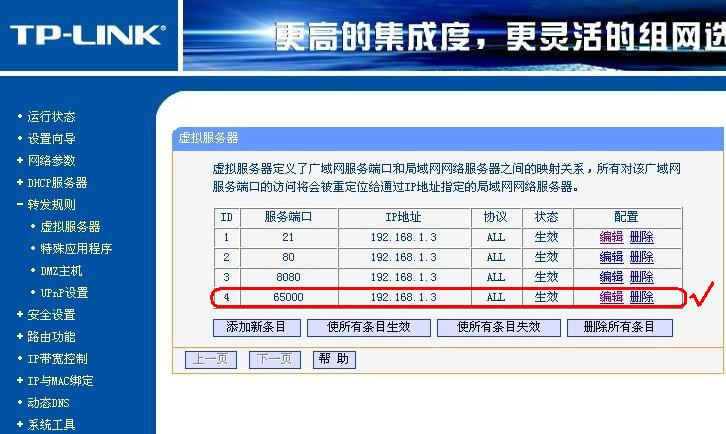 TP-LINK®
更高的集成度，更灵活的组网选
运行状态
设置向导
网络参数
DHCP服务器
转发规则
虚拟服务器
特殊应用程序
DMZ主机
UPnP设置
安全设置
路由功能
IP带宽控制
IP与MAC绑定
动态DNS
系统工具
虚拟服务器
虚拟服务器定义了广域网服务端口和局域网网络服务器之间的映射关系，所有对该广域网
服务端口的访问将会被重定位给通过IP地址指定的局域网网络服务器。
ID 服务端口 IP地址 协议 状态 配置
1 21 192.168.1.3 ALL 生效 编辑 删除
2 80 192.168.1.3 ALL 生效 编辑 删除
3 8080 192.168.1.3 ALL 生效 编辑 删除
4 65000 192.168.1.3 ALL 生效 编辑 删除
添加新条目 使所有条目生效 使所有条目失效 删除所有条目
上一页 下一页 帮 助